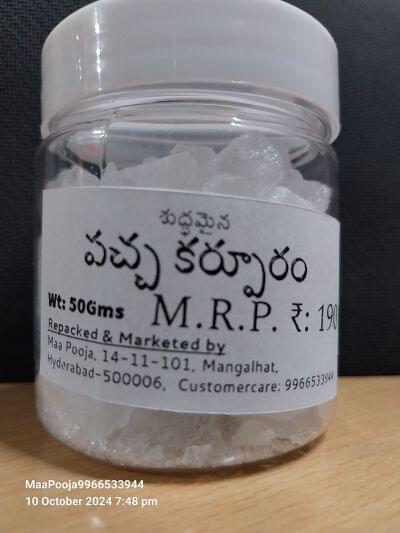 శుద్ధమైన
పచ్చ కర్పూరం
Wt: 50Gms M.R.P. ₹: 190
Repacked & Marketed by
Maa Pooja, 14-11-101, Mangalhat,
Hyderabad-500006, Customercare: 9966533944
MaaPooja9966533944
10 October 2024 7:48 pm